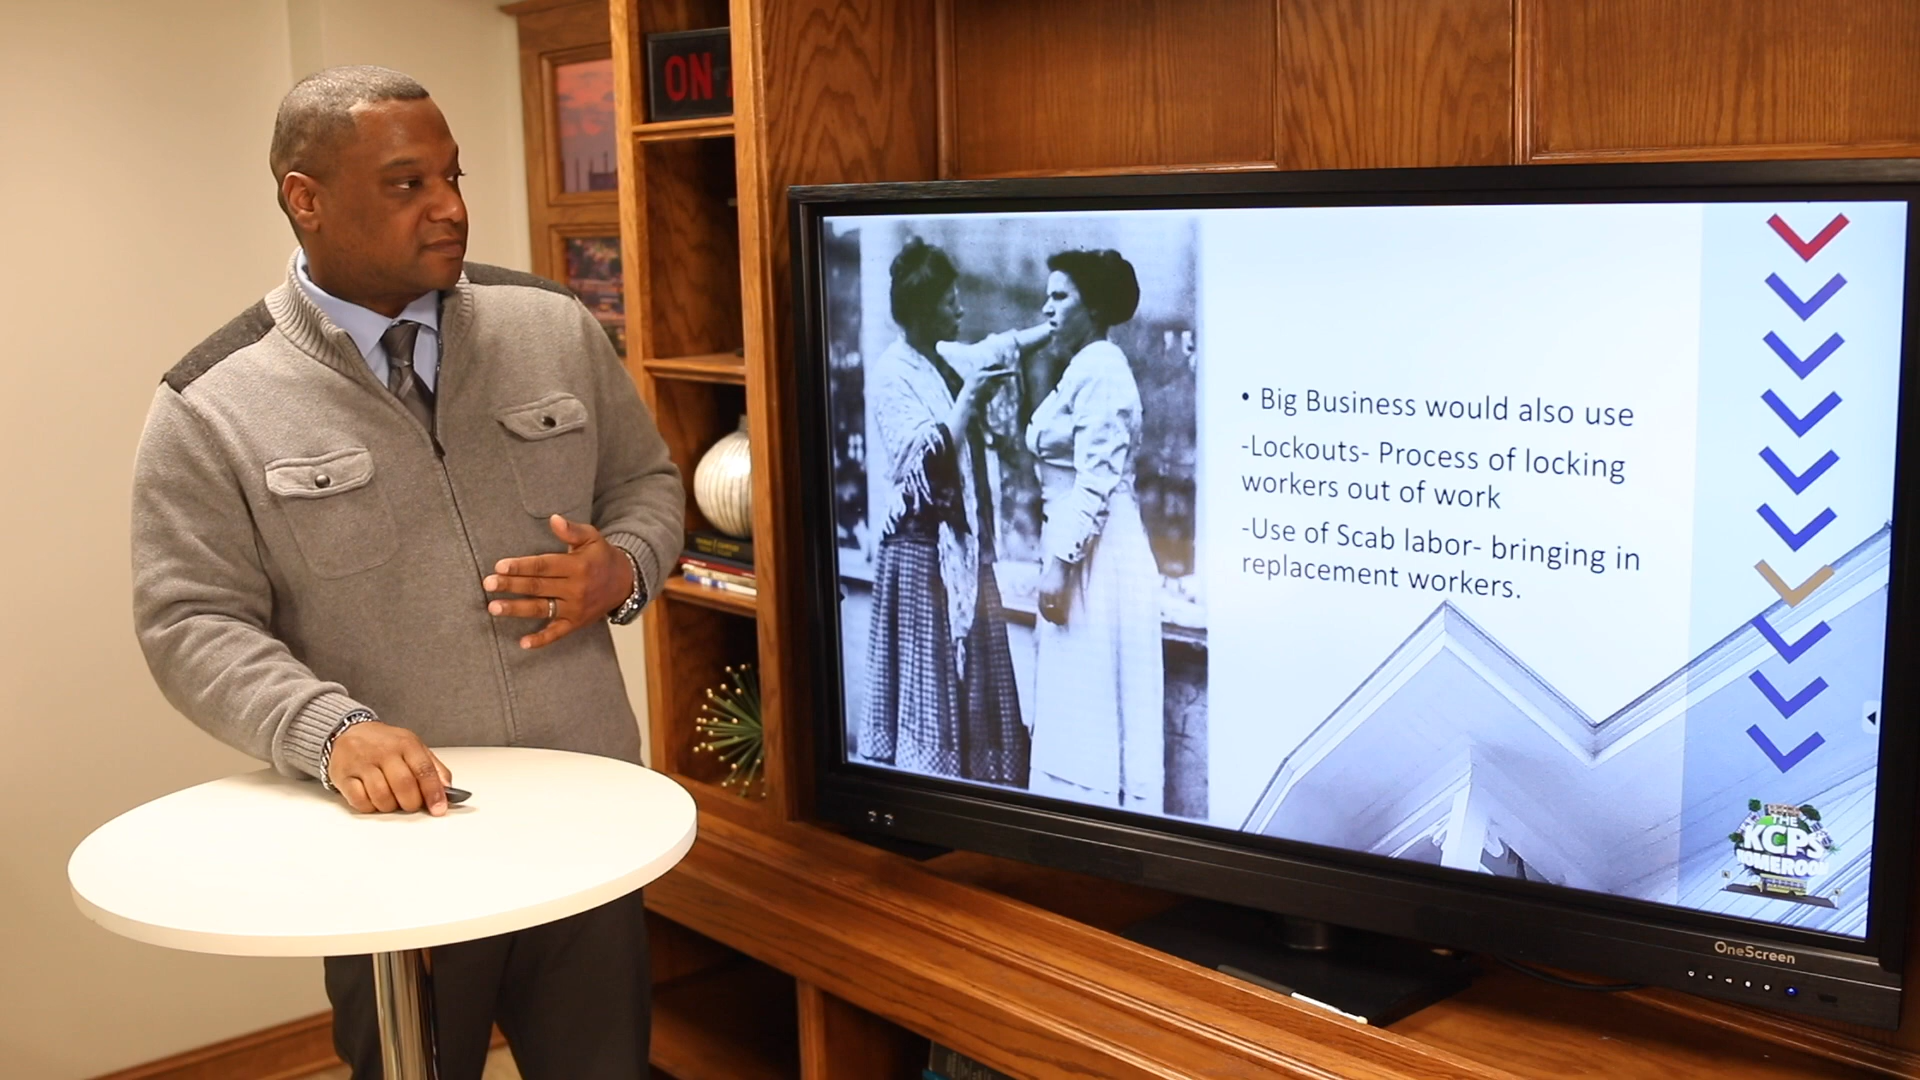 ON
• Big Business would also use
-Lockouts- Process of locking
workers out of work
-Use of Scab labor- bringing in
replacement workers.
THE
KCPS
HOMEROOM
OneScreen